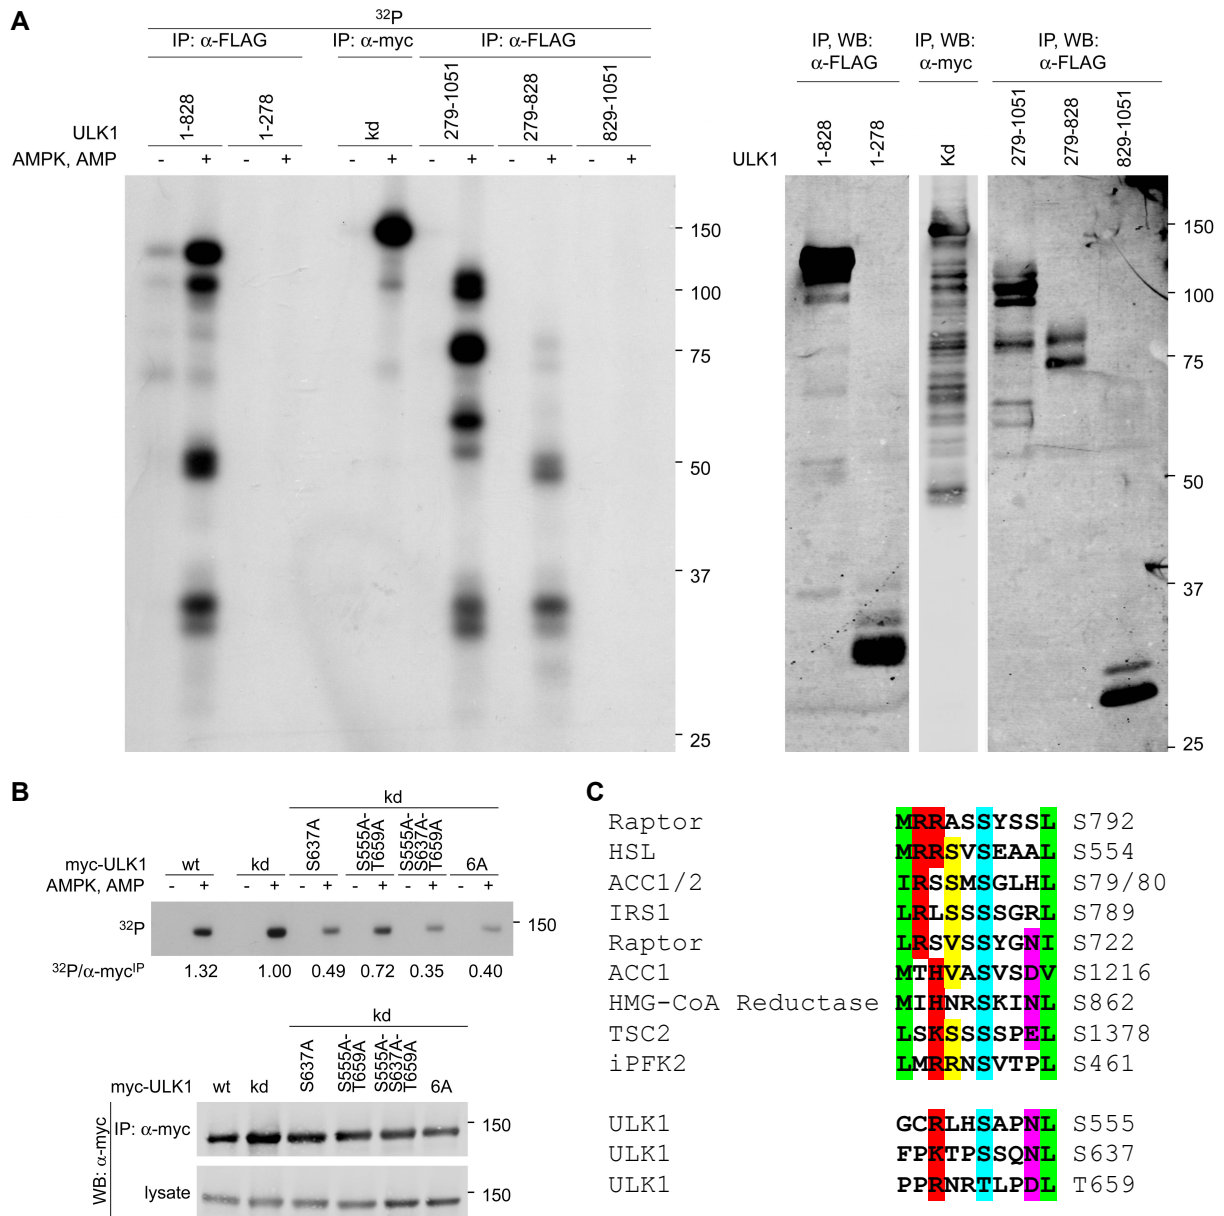 A
32P
IP: α-FLAG IP: α-myc IP: α-FLAG
ULK1 1-828 1-278 kd 279-1051 279-828 829-1051
AMPK, AMP - + - + - + - + - + - +
150
100
75
50
37
25
IP, WB: α-FLAG IP, WB: α-myc IP, WB: α-FLAG
ULK1 1-828 1-278 Kd 279-1051 279-828 829-1051
150
100
75
50
37
25
B
kd
myc-ULK1 wt kd S637A S555A-T659A S555A-S637A-T659A 6A
AMPK, AMP - + - + - + - + - + - +
32P 150
32P/α-mycIP 1.32 1.00 0.49 0.72 0.35 0.40
kd
myc-ULK1 wt kd S637A S555A-T659A S555A-S637A-T659A 6A
WB: α-myc
IP: α-myc 150
lysate 150
C
Raptor MRRASSYSSL S792
HSL MRRSVSEAAL S554
ACC1/2 IRSSMSGLHL S79/80
IRS1 LRLSSSSGRL S789
Raptor LRSVSSYGNI S722
ACC1 MTHVASVSDV S1216
HMG-CoA Reductase MIHNRSKINL S862
TSC2 LSKSSSSPEL S1378
iPFK2 LMRRNSVTPL S461
ULK1 GCRLHSAPNL S555
ULK1 FPKTPSSQNL S637
ULK1 PPRNRTLPDL T659